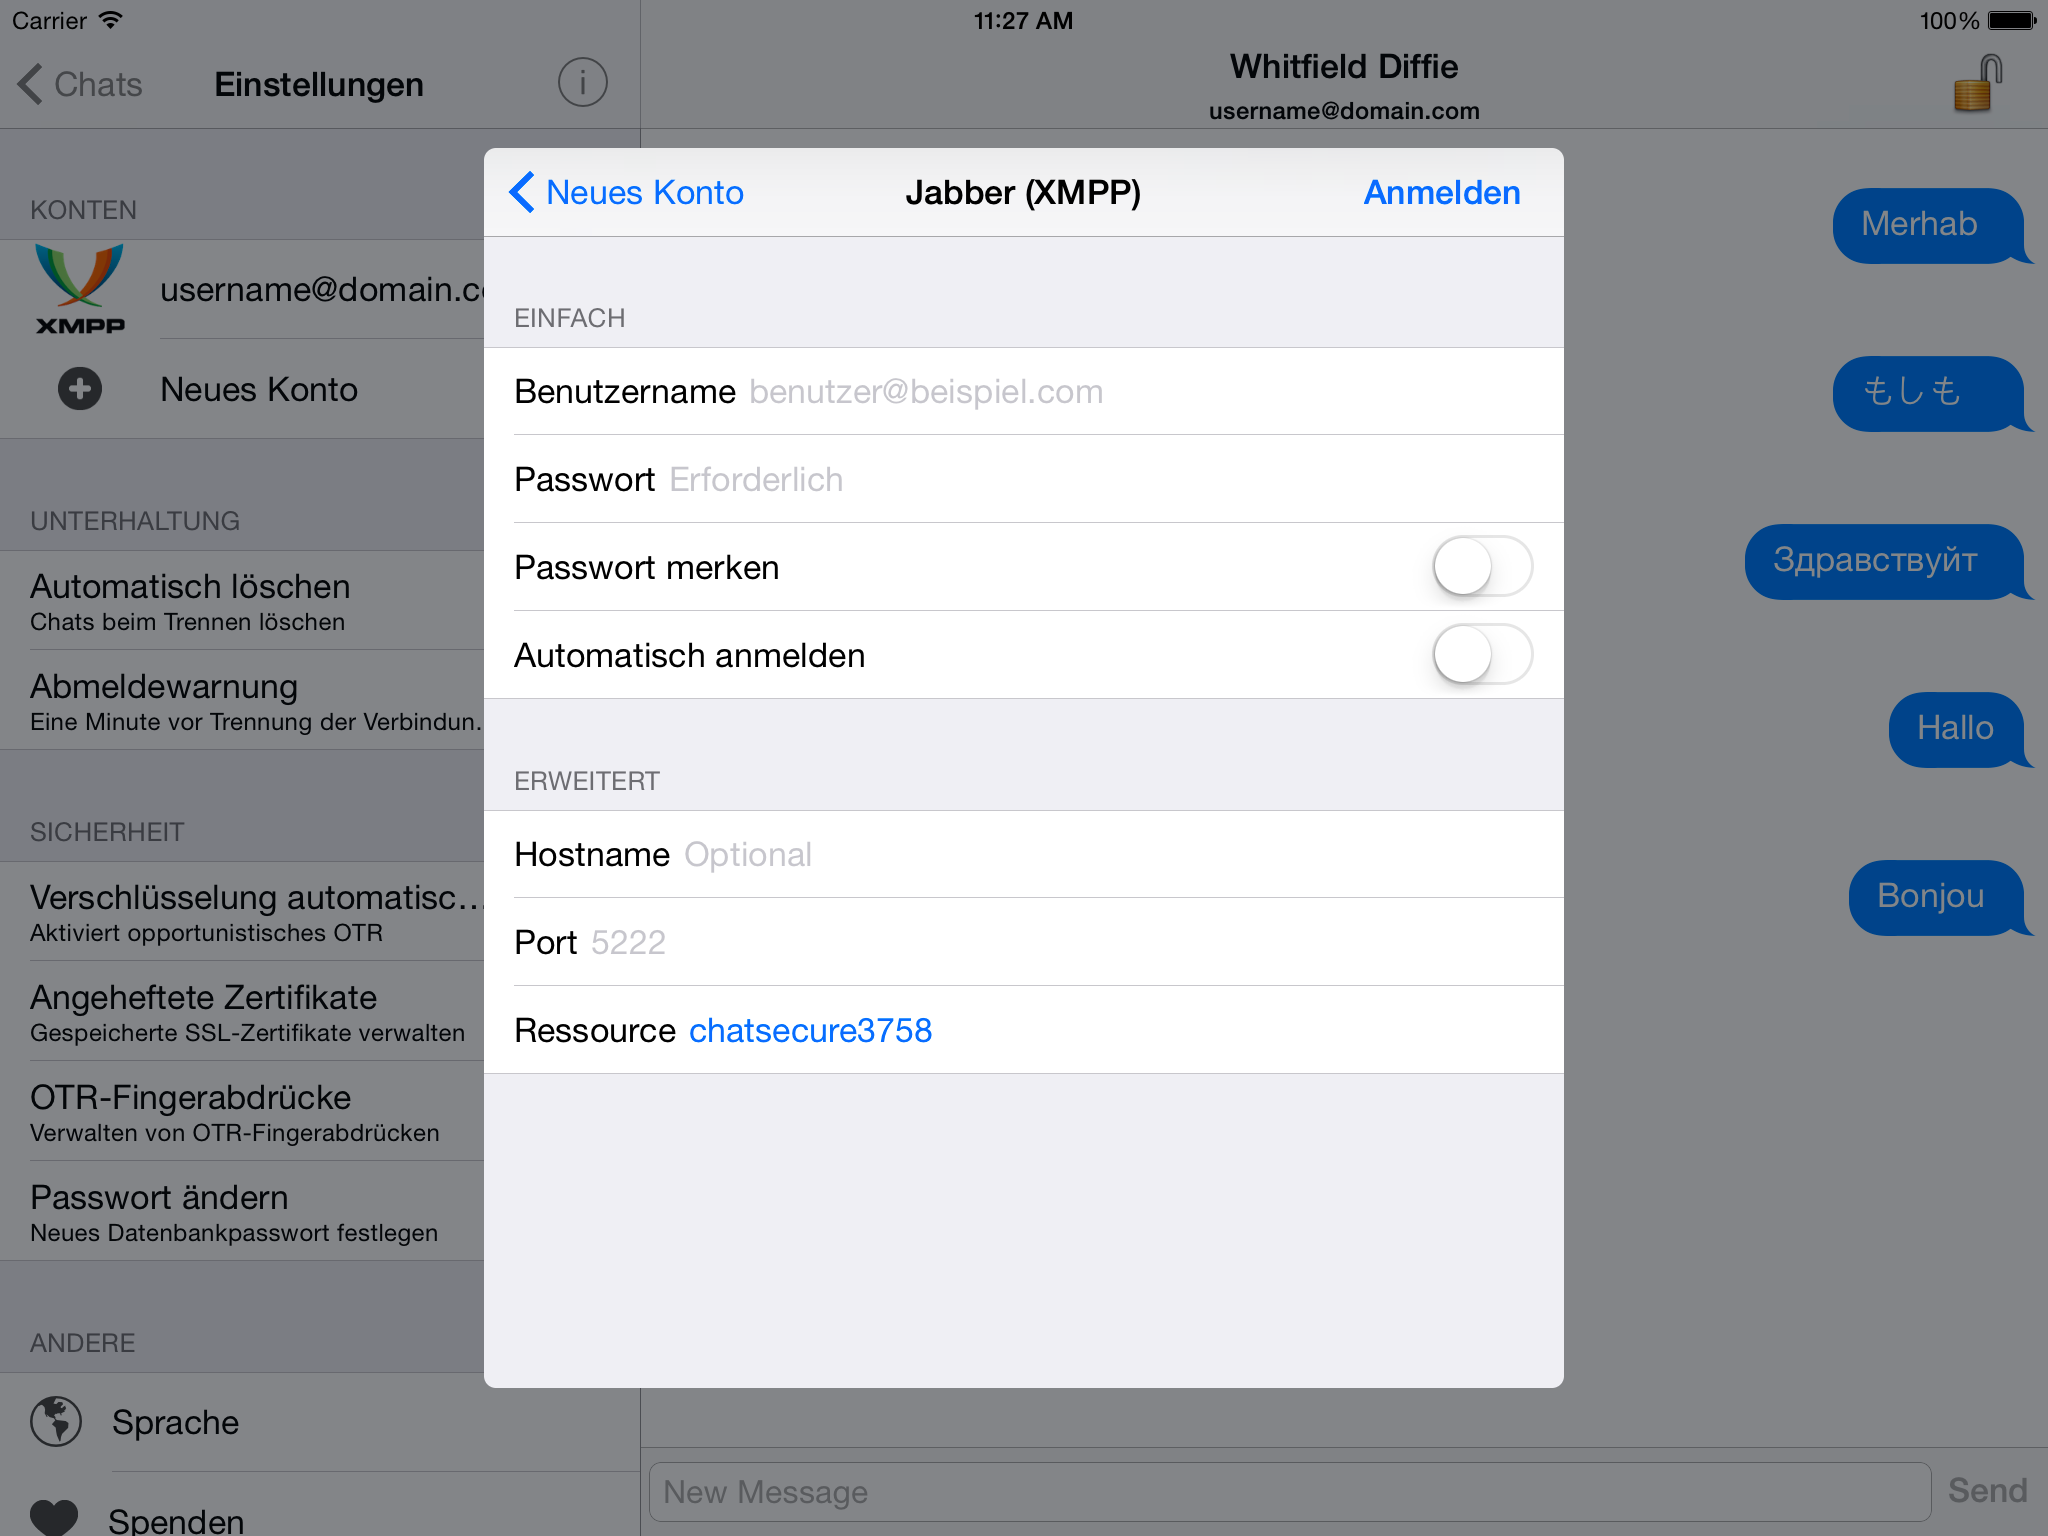 Carrier
11:27 AM
100%
Chats
Einstellungen
Whitfield Diffie
username@domain.com
KONTEN
XMPP
username@domain.c
Neues Konto
UNTERHALTUNG
Automatisch löschen
Chats beim Trennen löschen
Abmeldewarnung
Eine Minute vor Trennung der Verbindun.
SICHERHEIT
Verschlüsselung automatisc...
Aktiviert opportunistisches OTR
Angeheftete Zertifikate
Gespeicherte SSL-Zertifikate verwalten
OTR-Fingerabdrücke
Verwalten von OTR-Fingerabdrücken
Passwort ändern
Neues Datenbankpasswort festlegen
ANDERE
Sprache
Spenden
Neues Konto
Jabber (XMPP)
Anmelden
EINFACH
Benutzername benutzer@beispiel.com
Passwort Erforderlich
Passwort merken
Automatisch anmelden
ERWEITERT
Hostname Optional
Port 5222
Ressource chatsecure3758
Merhab
もしも
Здравствуйт
Hallo
Bonjou
New Message
Send